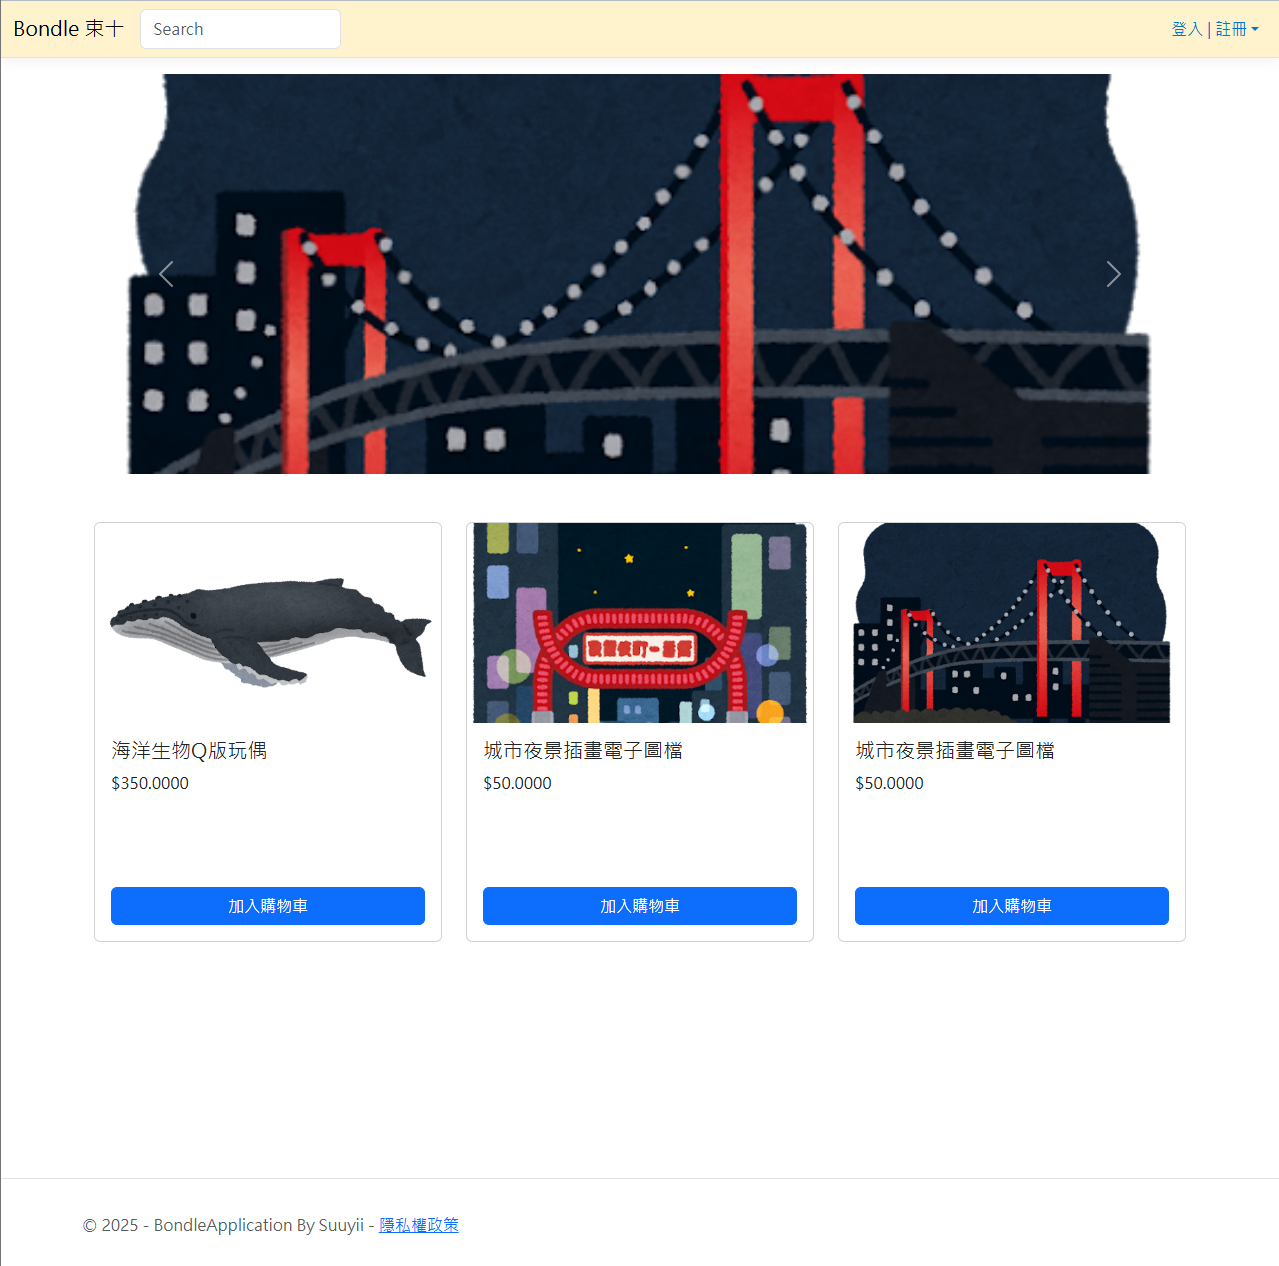 Bondle 束十
Search
登入 | 註冊
海洋生物Q版玩偶
$350.0000
加入購物車
城市夜景插畫電子圖檔
$50.0000
加入購物車
城市夜景插畫電子圖檔
$50.0000
加入購物車
© 2025 - BondleApplication By Suuyii - 隱私權政策